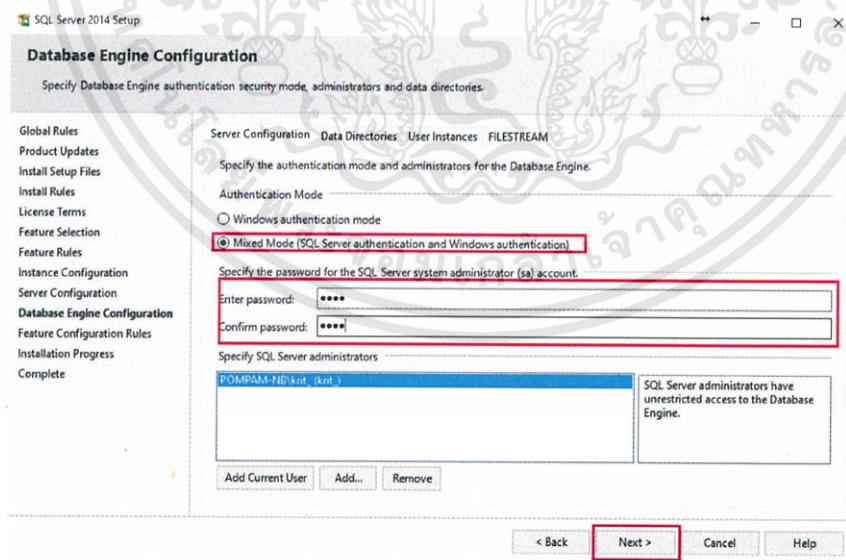 SQL Server 2014 Setup
Database Engine Configuration
Specify Database Engine authentication security mode, administrators and data directories.
Global Rules
Product Updates
Install Setup Files
Install Rules
License Terms
Feature Selection
Feature Rules
Instance Configuration
Server Configuration
Database Engine Configuration
Feature Configuration Rules
Installation Progress
Complete
Server Configuration Data Directories User Instances FILESTREAM
Specify the authentication mode and administrators for the Database Engine.
Authentication Mode
Windows authentication mode
Mixed Mode (SQL Server authentication and Windows authentication)
Specify the password for the SQL Server system administrator (sa) account.
Enter password: ••••
Confirm password: ••••
Specify SQL Server administrators
POMPAM-NB\krit_ (krit_)
SQL Server administrators have
unrestricted access to the Database
Engine.
Add Current User Add... Remove
< Back Next > Cancel Help